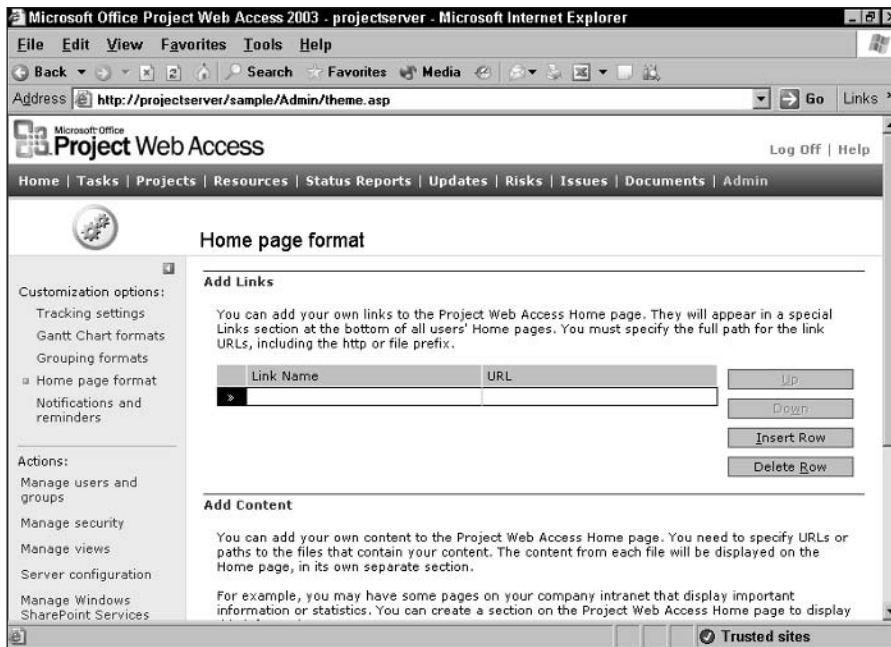 Microsoft Office Project Web Access 2003 - projectserver - Microsoft Internet Explorer
File Edit View Favorites Tools Help
Back Search Favorites Media
Address http://projectserver/sample/Admin/theme.asp Go Links
Microsoft Office
Project Web Access
Log Off | Help
Home | Tasks | Projects | Resources | Status Reports | Updates | Risks | Issues | Documents | Admin
Home page format
Customization options:
Tracking settings
Gantt Chart formats
Grouping formats
Home page format
Notifications and
reminders
Actions:
Manage users and
groups
Manage security
Manage views
Server configuration
Manage Windows
SharePoint Services
Add Links
You can add your own links to the Project Web Access Home page. They will appear in a special
Links section at the bottom of all users' Home pages. You must specify the full path for the link
URLs, including the http or file prefix.
Link Name URL
Up
Down
Insert Row
Delete Row
Add Content
You can add your own content to the Project Web Access Home page. You need to specify URLs or
paths to the files that contain your content. The content from each file will be displayed on the
Home page, in its own separate section.
For example, you may have some pages on your company intranet that display important
information or statistics. You can create a section on the Project Web Access Home page to display
Trusted sites